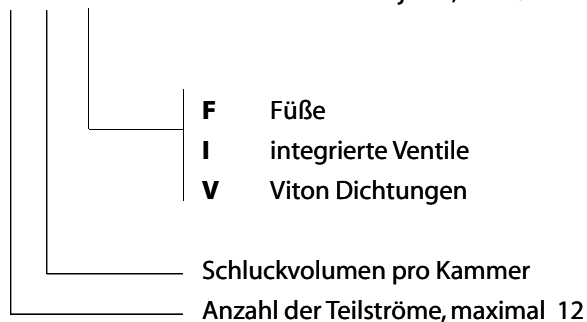 F Füße
I integrierte Ventile
V Viton Dichtungen
Schluckvolumen pro Kammer
Anzahl der Teilströme, maximal 12